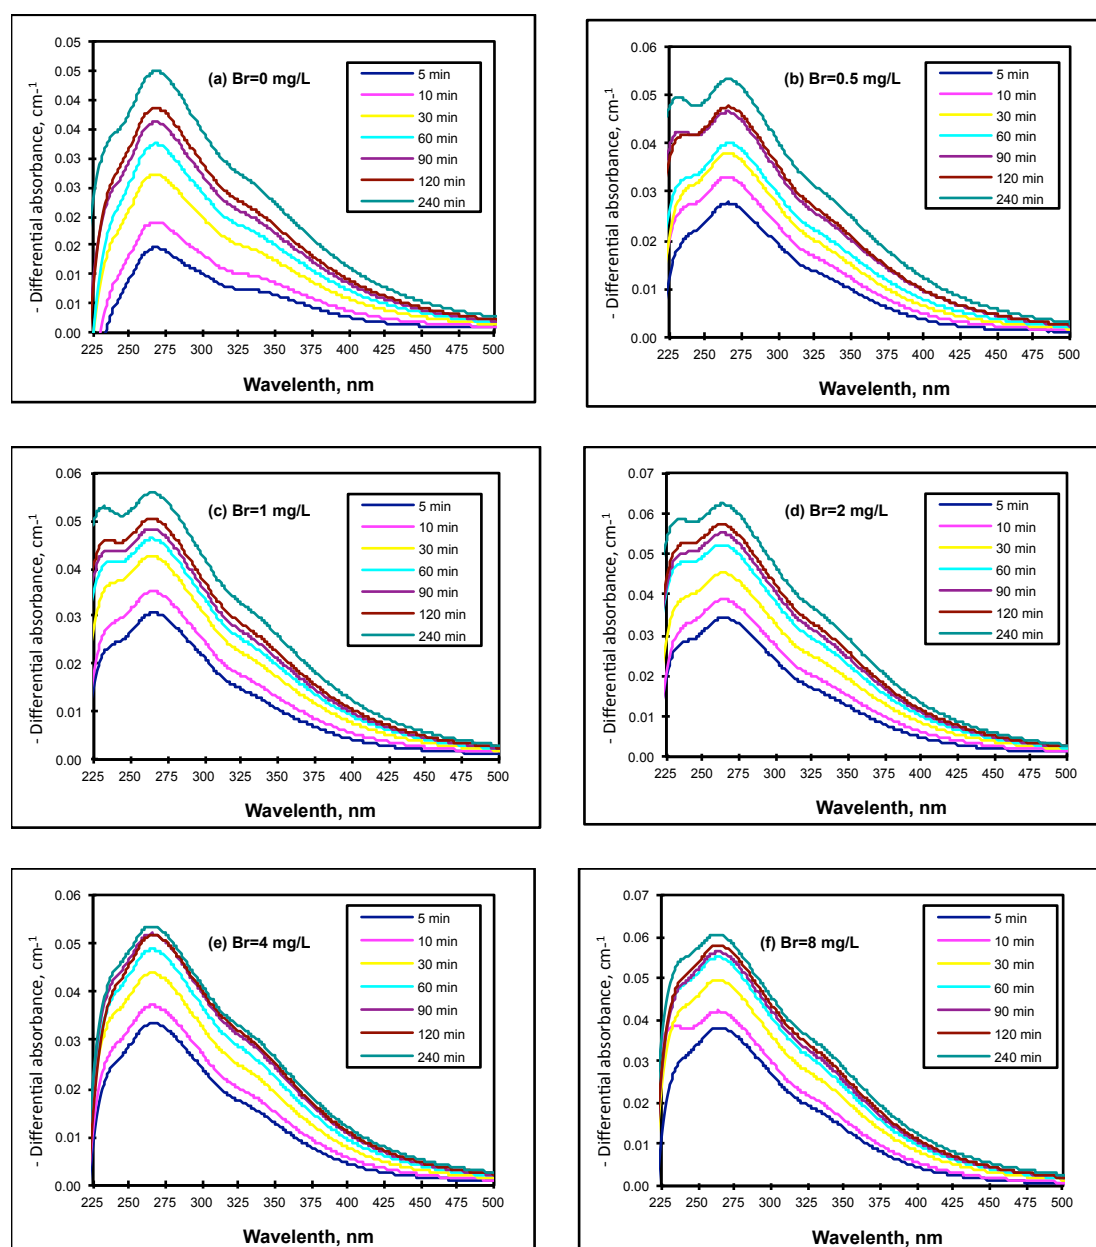 (a) Br=0 mg/L
- Differential absorbance, cm-1
0.05
0.05
0.04
0.04
0.03
0.03
0.02
0.02
0.01
0.01
0.00
225 250 275 300 325 350 375 400 425 450 475 500
Wavelenth, nm
5 min
10 min
30 min
60 min
90 min
120 min
240 min
(b) Br=0.5 mg/L
- Differential absorbance, cm-1
0.06
0.05
0.04
0.03
0.02
0.01
0.00
225 250 275 300 325 350 375 400 425 450 475 500
Wavelenth, nm
5 min
10 min
30 min
60 min
90 min
120 min
240 min
(c) Br=1 mg/L
- Differential absorbance, cm-1
0.06
0.05
0.04
0.03
0.02
0.01
0.00
225 250 275 300 325 350 375 400 425 450 475 500
Wavelenth, nm
5 min
10 min
30 min
60 min
90 min
120 min
240 min
(d) Br=2 mg/L
- Differential absorbance, cm-1
0.07
0.06
0.05
0.04
0.03
0.02
0.01
0.00
225 250 275 300 325 350 375 400 425 450 475 500
Wavelenth, nm
5 min
10 min
30 min
60 min
90 min
120 min
240 min
(e) Br=4 mg/L
- Differential absorbance, cm-1
0.06
0.05
0.04
0.03
0.02
0.01
0.00
225 250 275 300 325 350 375 400 425 450 475 500
Wavelenth, nm
5 min
10 min
30 min
60 min
90 min
120 min
240 min
(f) Br=8 mg/L
- Differential absorbance, cm-1
0.07
0.06
0.05
0.04
0.03
0.02
0.01
0.00
225 250 275 300 325 350 375 400 425 450 475 500
Wavelenth, nm
5 min
10 min
30 min
60 min
90 min
120 min
240 min